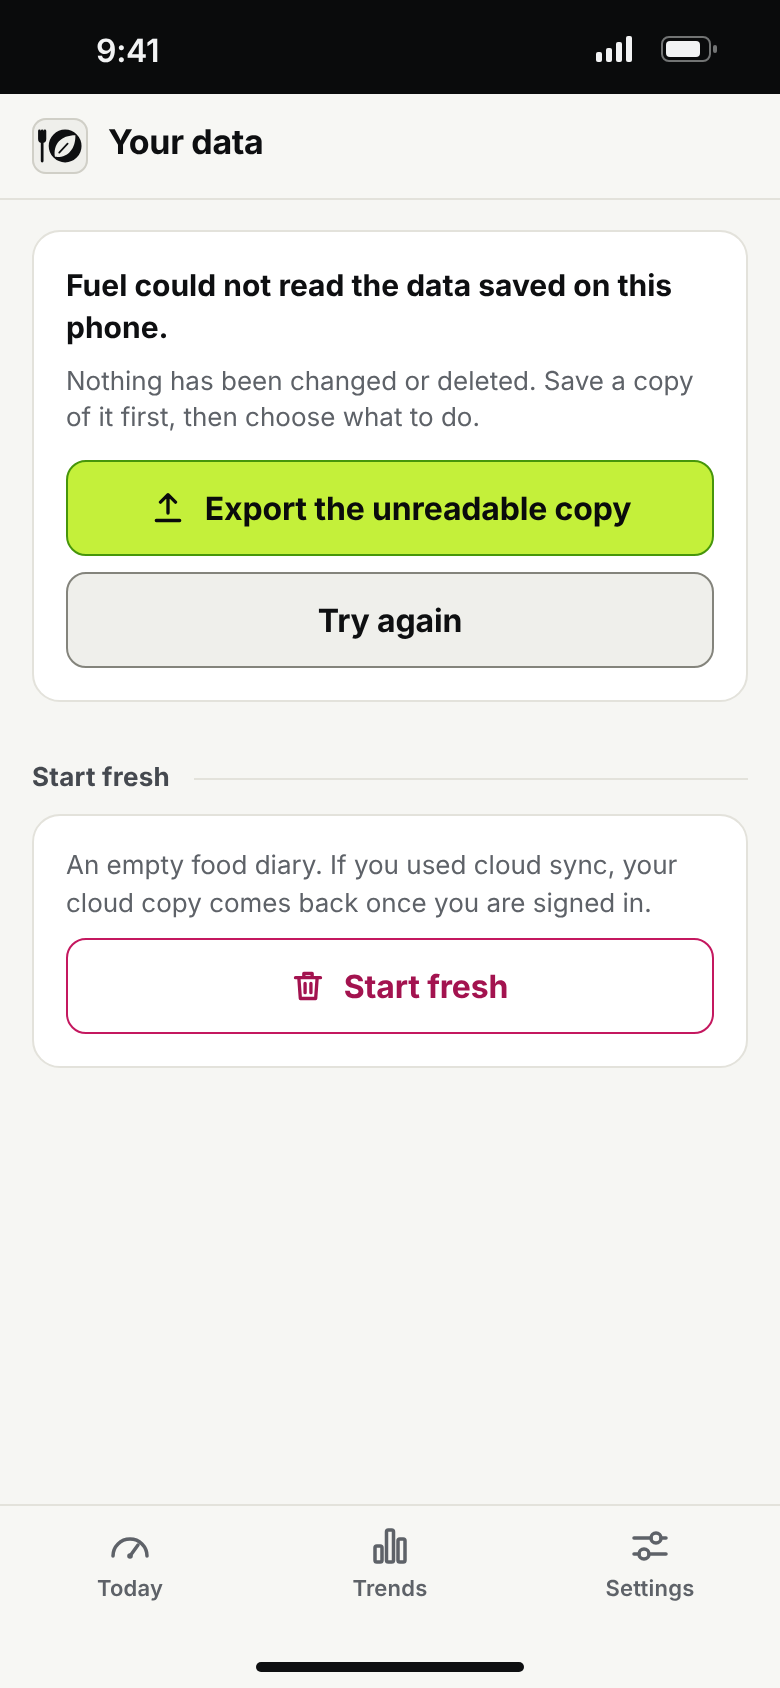 9:41
Your data
Fuel could not read the data saved on this
phone.
Nothing has been changed or deleted. Save a copy
of it first, then choose what to do.
Export the unreadable copy
Try again
Start fresh
An empty food diary. If you used cloud sync, your
cloud copy comes back once you are signed in.
Start fresh
Today
Trends
Settings